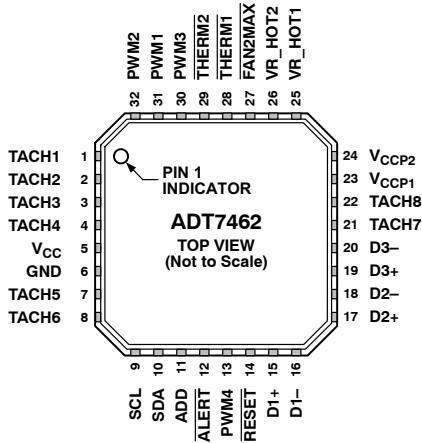 PWM2
PWM1
PWM3
THERM2
THERM1
FAN2MAX
VR_HOT2
VR_HOT1
32
31
30
29
28
27
26
25
TACH1 1
TACH2 2
TACH3 3
TACH4 4
VCC 5
GND 6
TACH5 7
TACH6 8
PIN 1
INDICATOR
ADT7462
TOP VIEW
(Not to Scale)
24 VCCP2
23 VCCP1
22 TACH8
21 TACH7
20 D3–
19 D3+
18 D2–
17 D2+
9
10
11
12
13
14
15
16
SCL
SDA
ADD
ALERT
PWM4
RESET
D1+
D1–